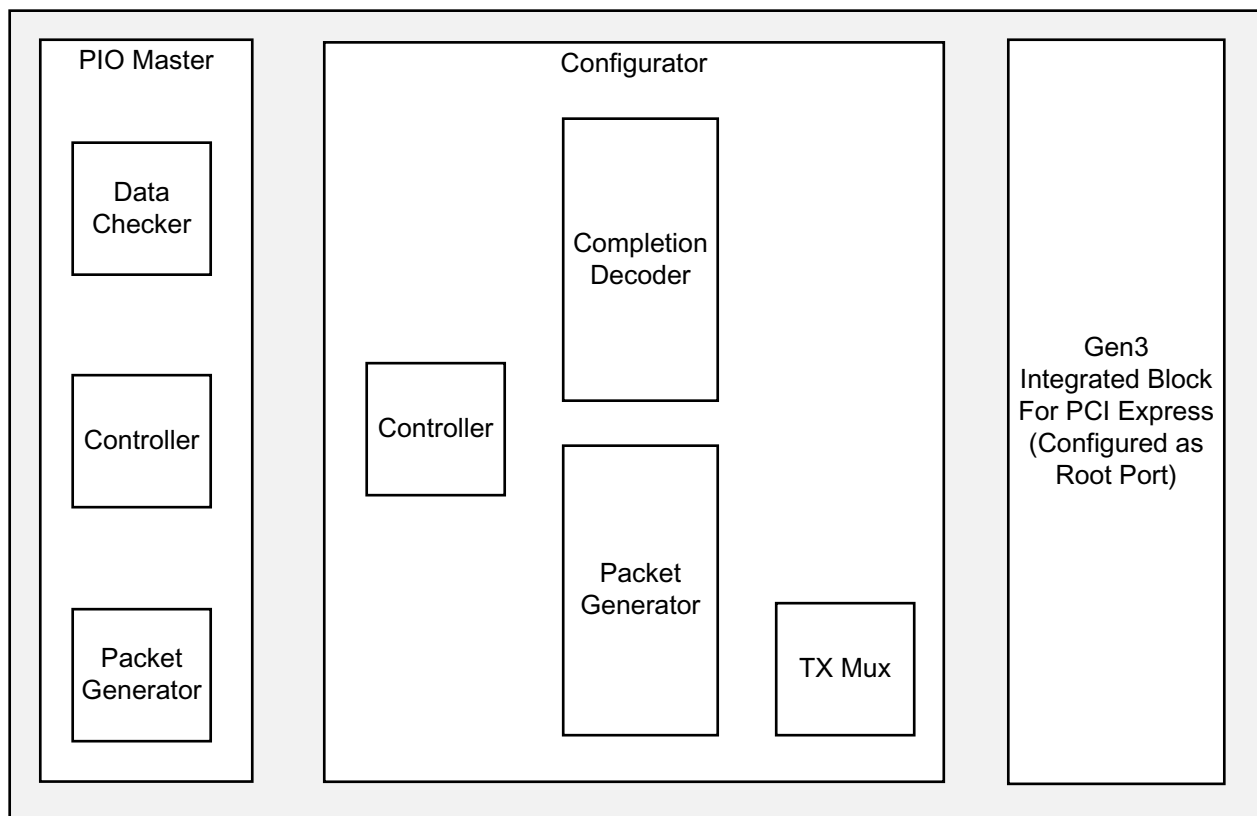 PIO Master
Data
Checker
Controller
Packet
Generator
Configurator
Completion
Decoder
Controller
Packet
Generator
TX Mux
Gen3
Integrated Block
For PCI Express
(Configured as
Root Port)